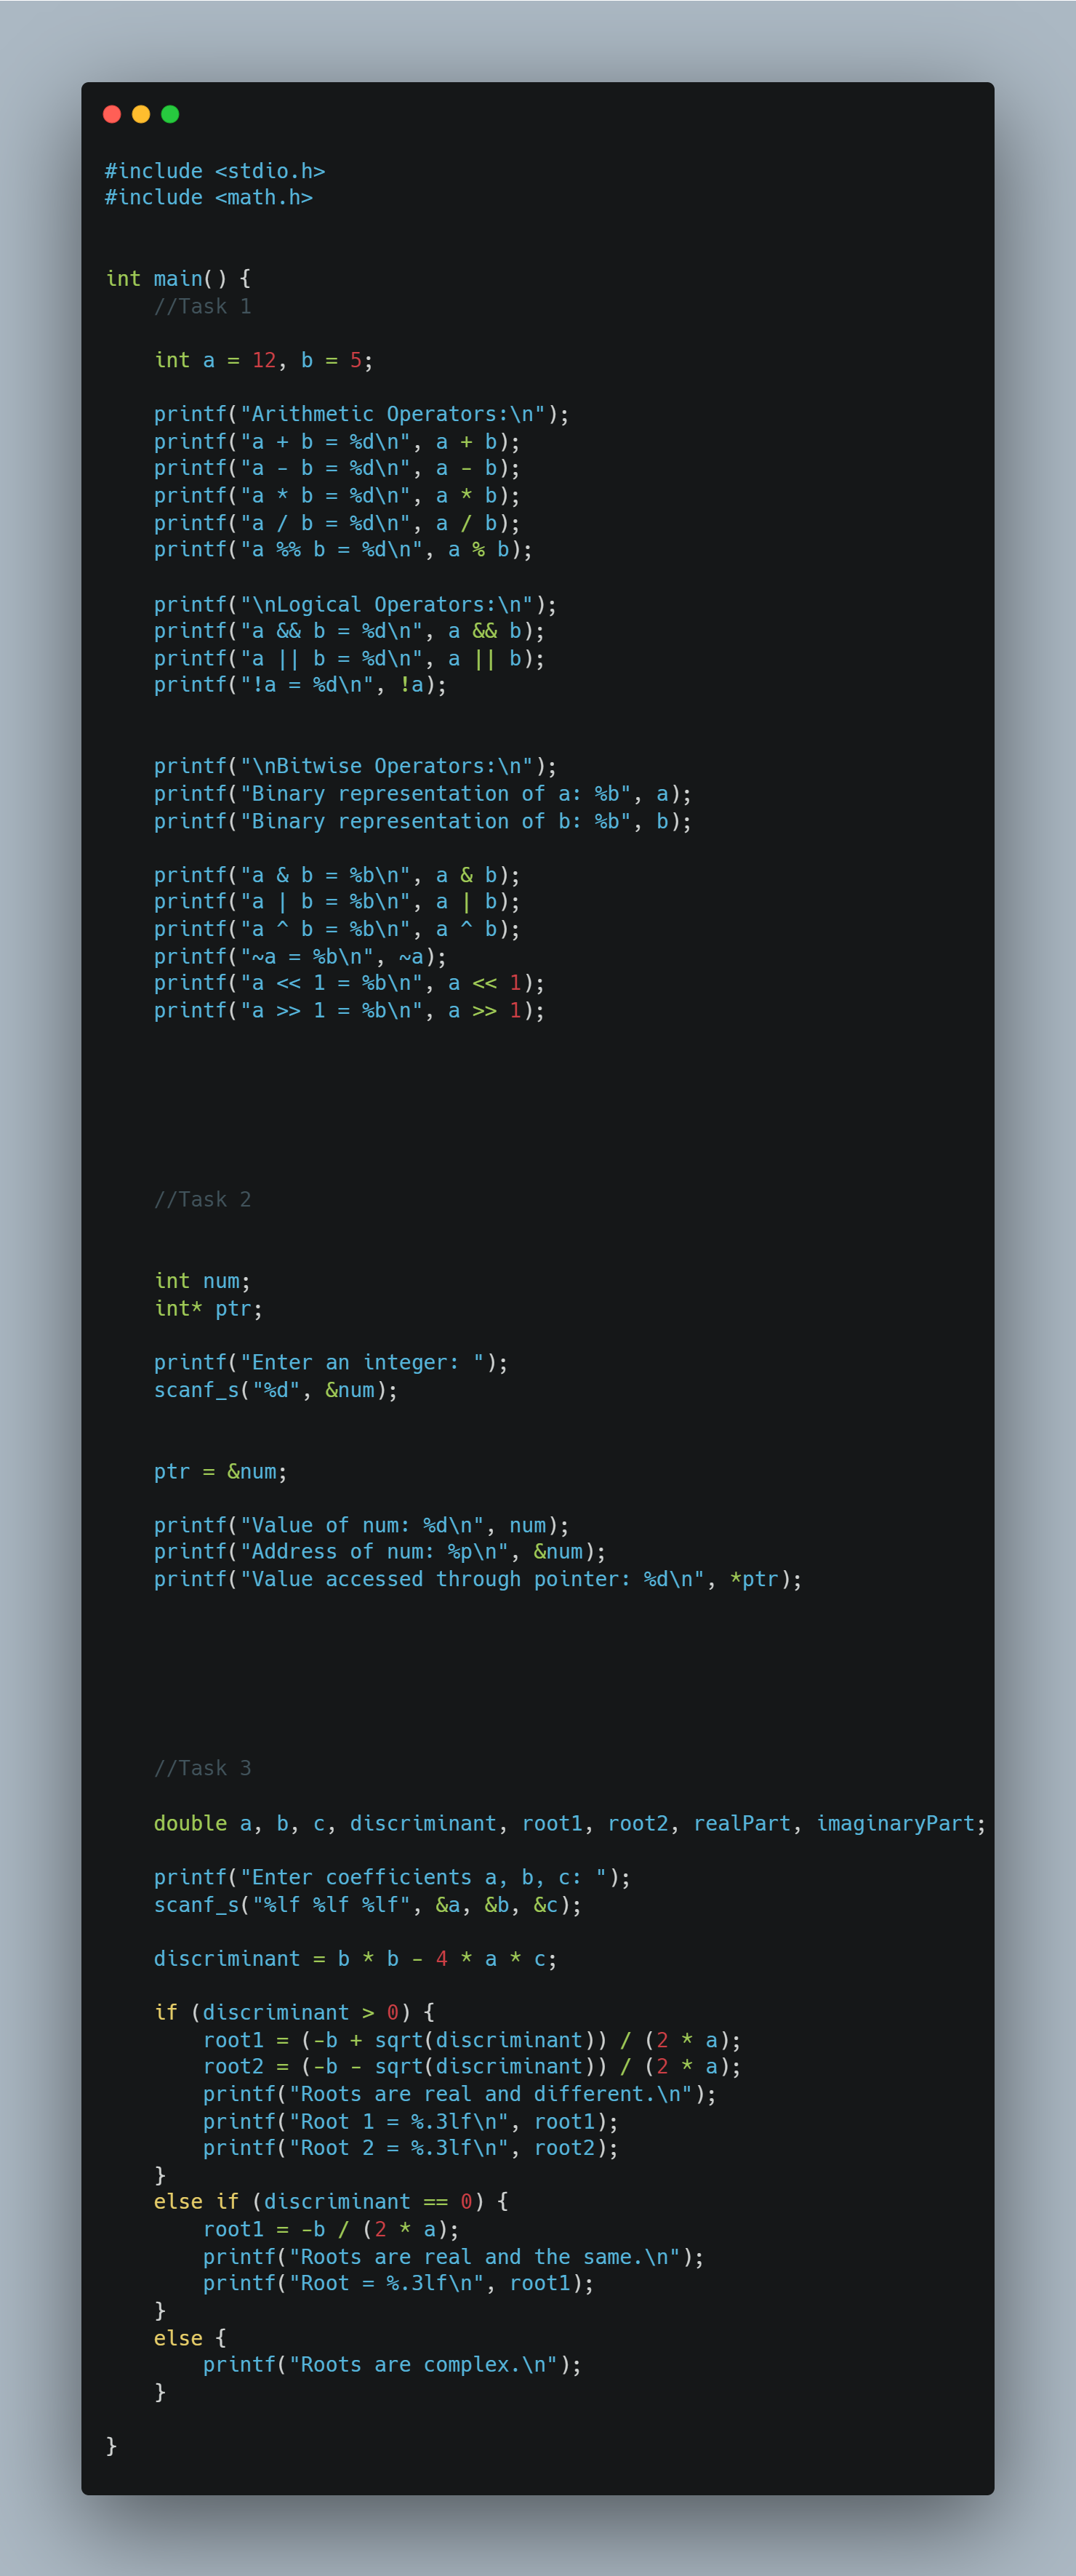 #include <stdio.h>
#include <math.h>
int main() {
    //Task 1
    int a = 12, b = 5;
    printf("Arithmetic Operators:\n");
    printf("a + b = %d\n", a + b);
    printf("a - b = %d\n", a - b);
    printf("a * b = %d\n", a * b);
    printf("a / b = %d\n", a / b);
    printf("a %% b = %d\n", a % b);
    printf("\nLogical Operators:\n");
    printf("a && b = %d\n", a && b);
    printf("a || b = %d\n", a || b);
    printf("!a = %d\n", !a);
    printf("\nBitwise Operators:\n");
    printf("Binary representation of a: %b", a);
    printf("Binary representation of b: %b", b);
    printf("a & b = %b\n", a & b);
    printf("a | b = %b\n", a | b);
    printf("a ^ b = %b\n", a ^ b);
    printf("~a = %b\n", ~a);
    printf("a << 1 = %b\n", a << 1);
    printf("a >> 1 = %b\n", a >> 1);
    //Task 2
    int num;
    int* ptr;
    printf("Enter an integer: ");
    scanf_s("%d", &num);
    ptr = &num;
    printf("Value of num: %d\n", num);
    printf("Address of num: %p\n", &num);
    printf("Value accessed through pointer: %d\n", *ptr);
    //Task 3
    double a, b, c, discriminant, root1, root2, realPart, imaginaryPart;
    printf("Enter coefficients a, b, c: ");
    scanf_s("%lf %lf %lf", &a, &b, &c);
    discriminant = b * b - 4 * a * c;
    if (discriminant > 0) {
        root1 = (-b + sqrt(discriminant)) / (2 * a);
        root2 = (-b - sqrt(discriminant)) / (2 * a);
        printf("Roots are real and different.\n");
        printf("Root 1 = %.3lf\n", root1);
        printf("Root 2 = %.3lf\n", root2);
    }
    else if (discriminant == 0) {
        root1 = -b / (2 * a);
        printf("Roots are real and the same.\n");
        printf("Root = %.3lf\n", root1);
    }
    else {
        printf("Roots are complex.\n");
    }
}